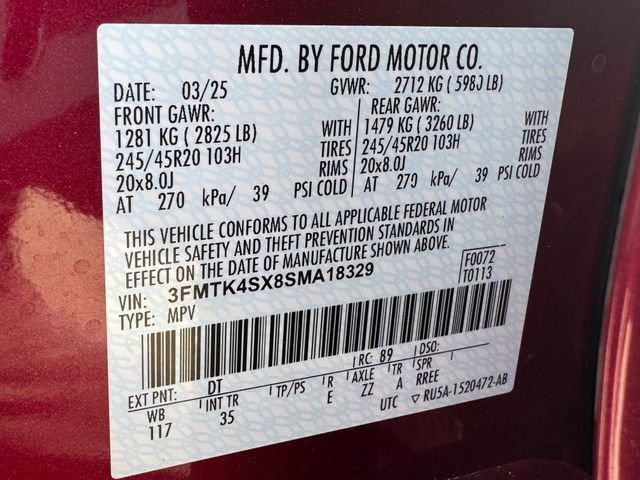 MFD. BY FORD MOTOR CO.
DATE: 03/25 GVWR: 2712 KG ( 5980 LB)
FRONT GAWR: REAR GAWR:
1281 KG ( 2825 LB) WITH 1479 KG ( 3260 LB) WITH
245/45R20 103H TIRES 245/45R20 103H TIRES
20x8.0J RIMS 20x8.0J RIMS
AT 270 kPa/ 39 PSI COLD AT 270 kPa/ 39 PSI COLD
THIS VEHICLE CONFORMS TO ALL APPLICABLE FEDERAL MOTOR
VEHICLE SAFETY AND THEFT PREVENTION STANDARDS IN
EFFECT ON THE DATE OF MANUFACTURE SHOWN ABOVE.
VIN: 3FMTK4SX8SMA18329 F0072
TYPE: MPV T0113
EXT PNT: DT RC: 89 DSO:
WB INT TR TP/PS R AXLE TR SPR
117 35 E ZZ A RREE
UTC ▽ RU5A-1520472-AB